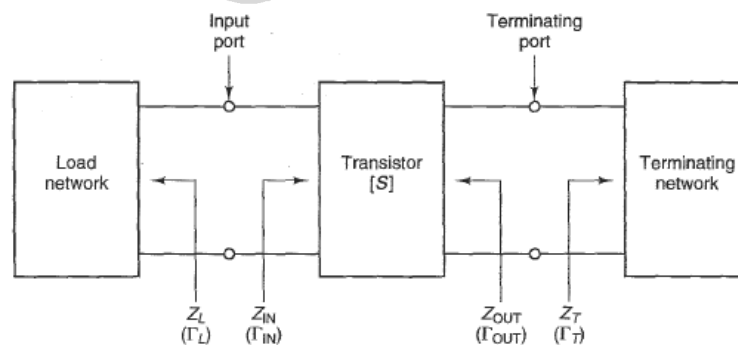 Input
port
Terminating
port
Load
network
Transistor
[S]
Terminating
network
Z_L
(Γ_L)
Z_IN
(Γ_IN)
Z_OUT
(Γ_OUT)
Z_T
(Γ_T)